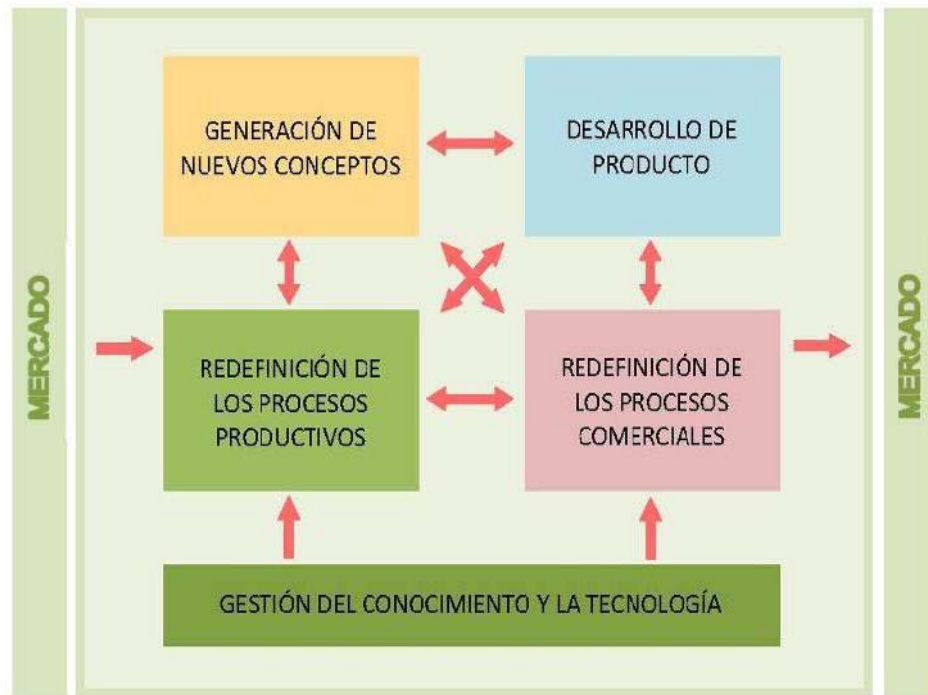 MERCADO
GENERACIÓN DE
NUEVOS CONCEPTOS
DESARROLLO DE
PRODUCTO
REDEFINICIÓN DE
LOS PROCESOS
PRODUCTIVOS
REDEFINICIÓN DE
LOS PROCESOS
COMERCIALES
GESTIÓN DEL CONOCIMIENTO Y LA TECNOLOGÍA
MERCADO